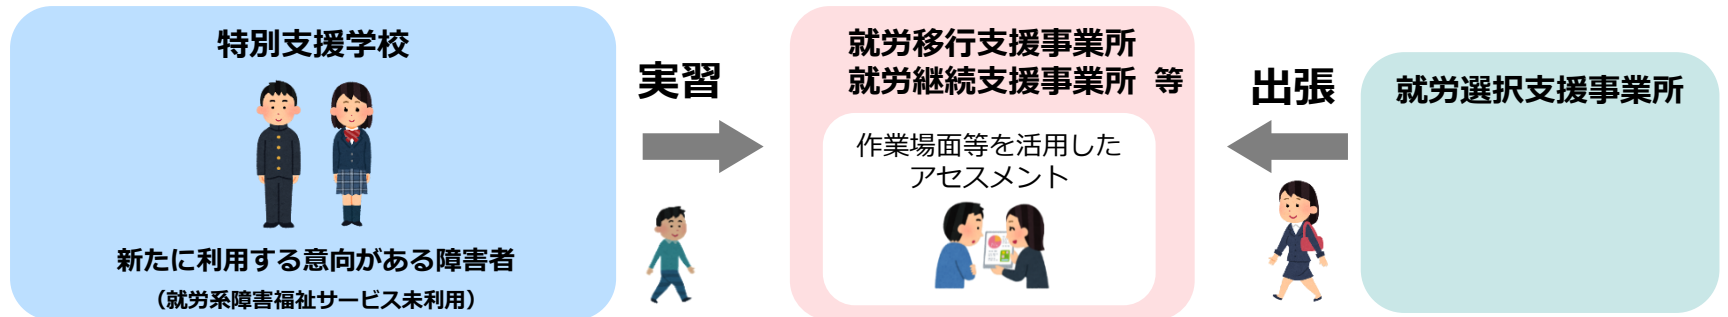 特別支援学校
新たに利用する意向がある障害者
（就労系障害福祉サービス未利用）
実習
就労移行支援事業所
就労継続支援事業所 等
作業場面等を活用した
アセスメント
出張
就労選択支援事業所